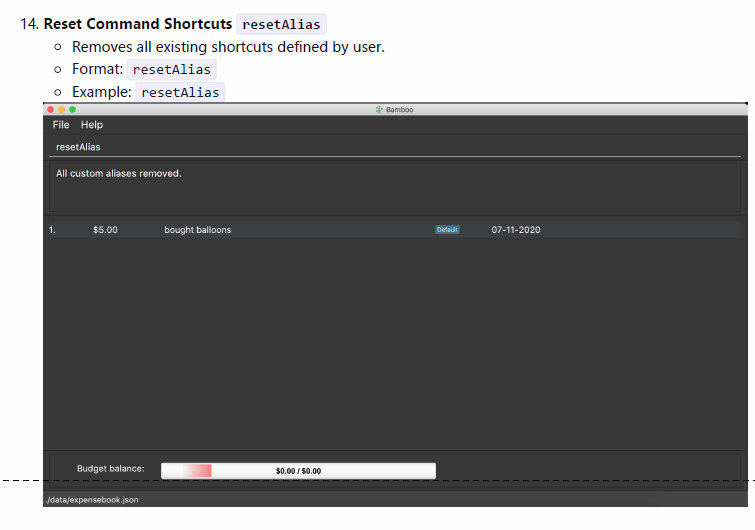 14. Reset Command Shortcuts resetAlias
Removes all existing shortcuts defined by user.
Format: resetAlias
Example: resetAlias
Bamboo
File Help
resetAlias
All custom aliases removed.
1. $5.00 bought balloons Default 07-11-2020
Budget balance: $0.00 / $0.00
./data/expensebook.json